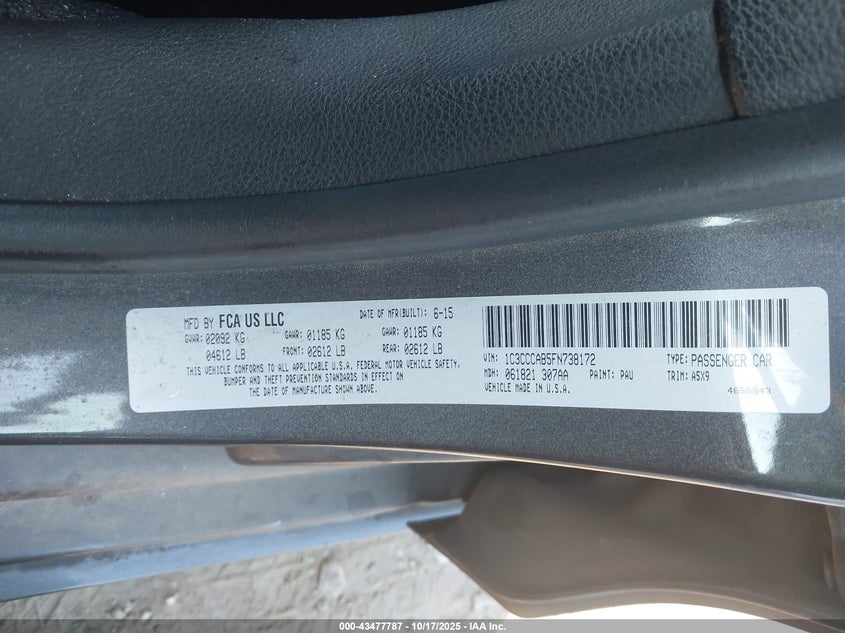 MFD BY FCA US LLC DATE OF MFR(BUILT): 6-15
GVWR: 02092 KG GAWR: 01185 KG GAWR: 01185 KG
04612 LB FRONT: 02612 LB REAR: 02612 LB
THIS VEHICLE CONFORMS TO ALL APPLICABLE U.S.A. FEDERAL MOTOR VEHICLE SAFETY,
BUMPER AND THEFT PREVENTION STANDARDS IN EFFECT ON
THE DATE OF MANUFACTURE SHOWN ABOVE.
VIN: 1C3CCCAB5FN738172 TYPE: PASSENGER CAR
MDH: 061821 307AA PAINT: PAU TRIM: A5X9
VEHICLE MADE IN U.S.A. 4658843
000-43477787 - 10/17/2025 - IAA Inc.